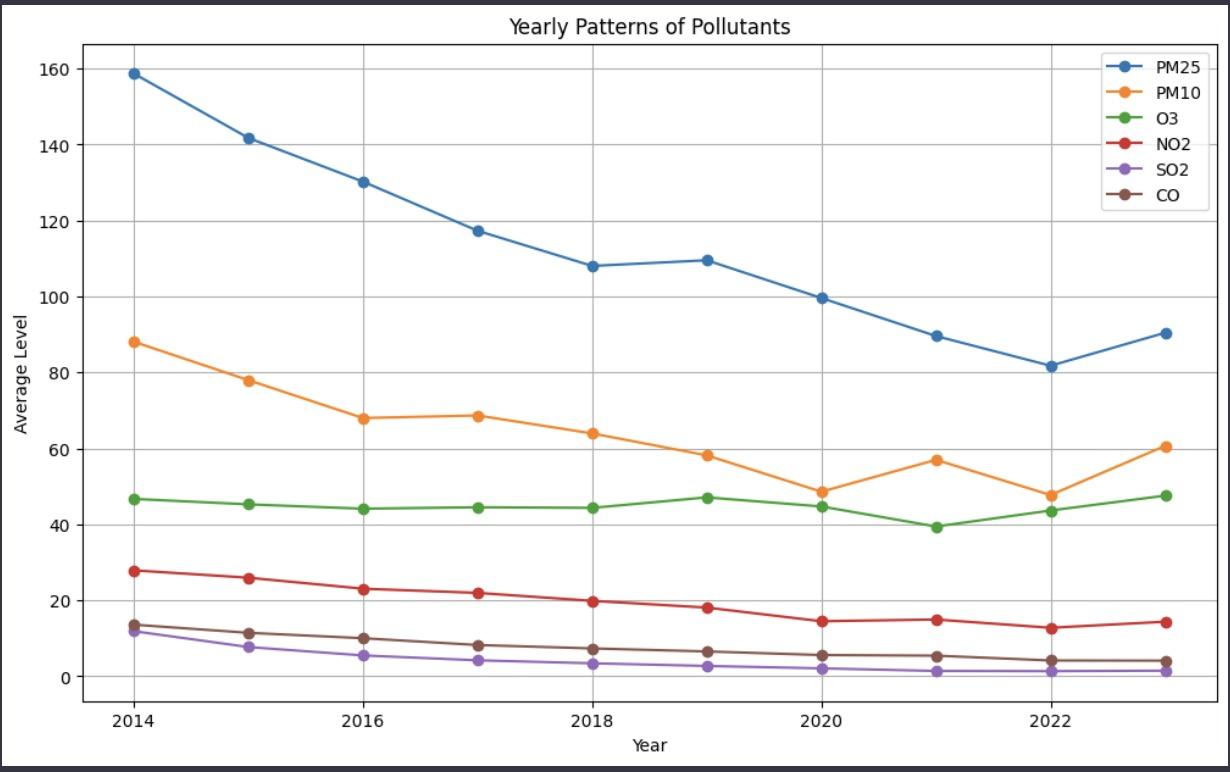 Yearly Patterns of Pollutants
PM25
PM10
O3
NO2
SO2
CO
160
140
120
100
80
60
40
20
0
Average Level
2014 2016 2018 2020 2022
Year